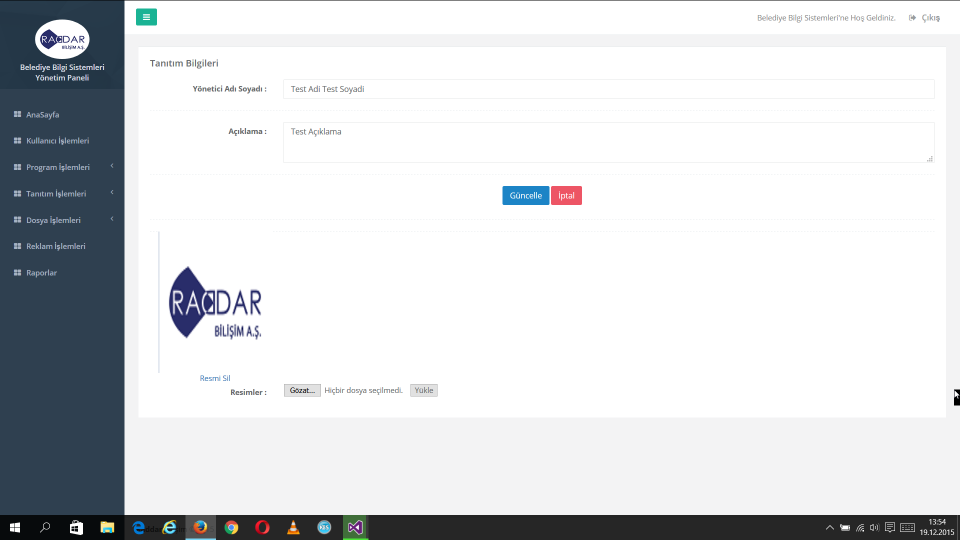 Belediye Bilgi Sistemleri'ne Hoş Geldiniz.
Çıkış
RADDAR
BİLİŞİM A.Ş.
Belediye Bilgi Sistemleri
Yönetim Paneli
AnaSayfa
Kullanıcı İşlemleri
Program İşlemleri
Tanıtım İşlemleri
Dosya İşlemleri
Reklam İşlemleri
Raporlar
Tanıtım Bilgileri
Yönetici Adı Soyadı : Test Adi Test Soyadi
Açıklama : Test Açıklama
Güncelle İptal
RADDAR
BİLİŞİM A.Ş.
Resmi Sil
Resimler : Gözat... Hiçbir dosya seçilmedi. Yükle
13:54
19.12.2015